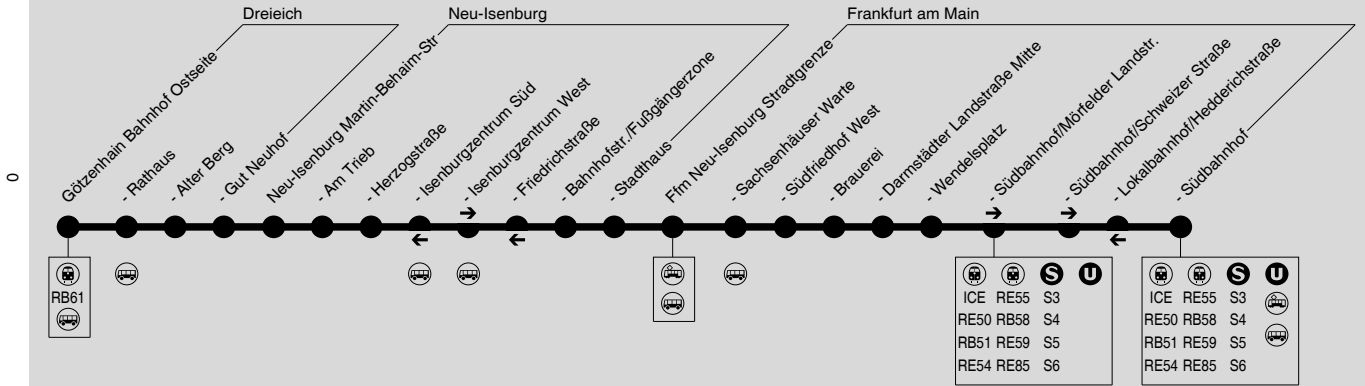 Dreieich
Neu-Isenburg
Frankfurt am Main
Götzenhain Bahnhof Ostseite
- Rathaus
- Alter Berg
- Gut Neuhof
Neu-Isenburg Martin-Behaim-Str
- Am Trieb
- Herzogstraße
- Isenburgzentrum Süd
- Isenburgzentrum West
- Friedrichstraße
- Bahnhofstr./Fußgängerzone
- Stadthaus
Ffm Neu-Isenburg Stradtgrenze
- Sachsenhäuser Warte
- Südfriedhof West
- Brauerei
- Darmstädter Landstraße Mitte
- Wendelsplatz
- Südbahnhof/Mörfelder Landstr.
- Südbahnhof/Schweizer Straße
- Lokalbahnhof/Hedderichstraße
- Südbahnhof
0
RB61
S U
ICE RE55 S3
RE50 RB58 S4
RB51 RE59 S5
RE54 RE85 S6
S U
ICE RE55 S3
RE50 RB58 S4
RB51 RE59 S5
RE54 RE85 S6